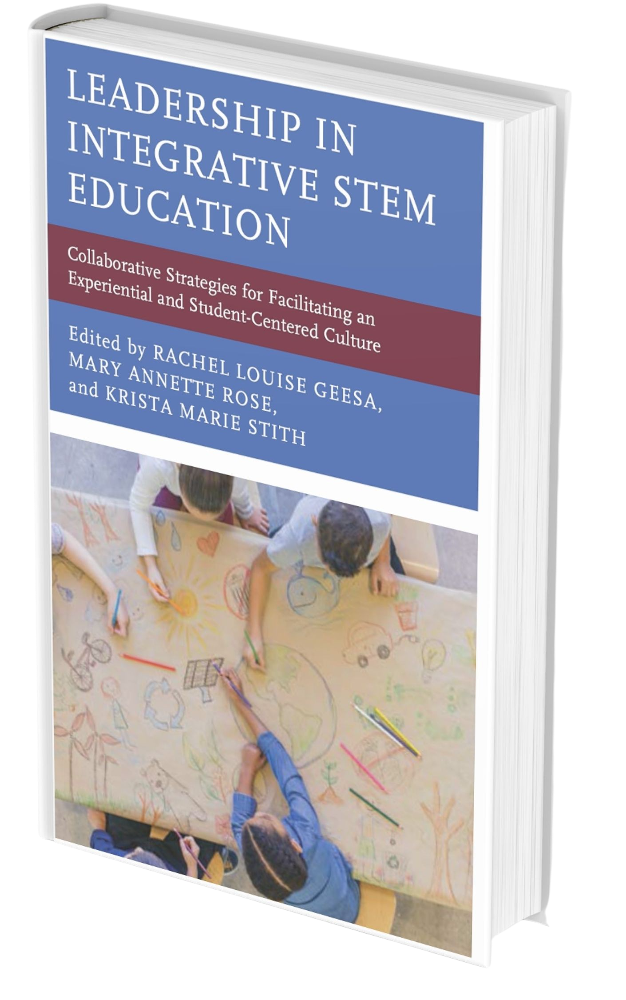 LEADERSHIP IN
INTEGRATIVE STEM
EDUCATION
Collaborative Strategies for Facilitating an
Experiential and Student-Centered Culture
Edited by RACHEL LOUISE GEESA,
MARY ANNETTE ROSE,
and KRISTA MARIE STITH